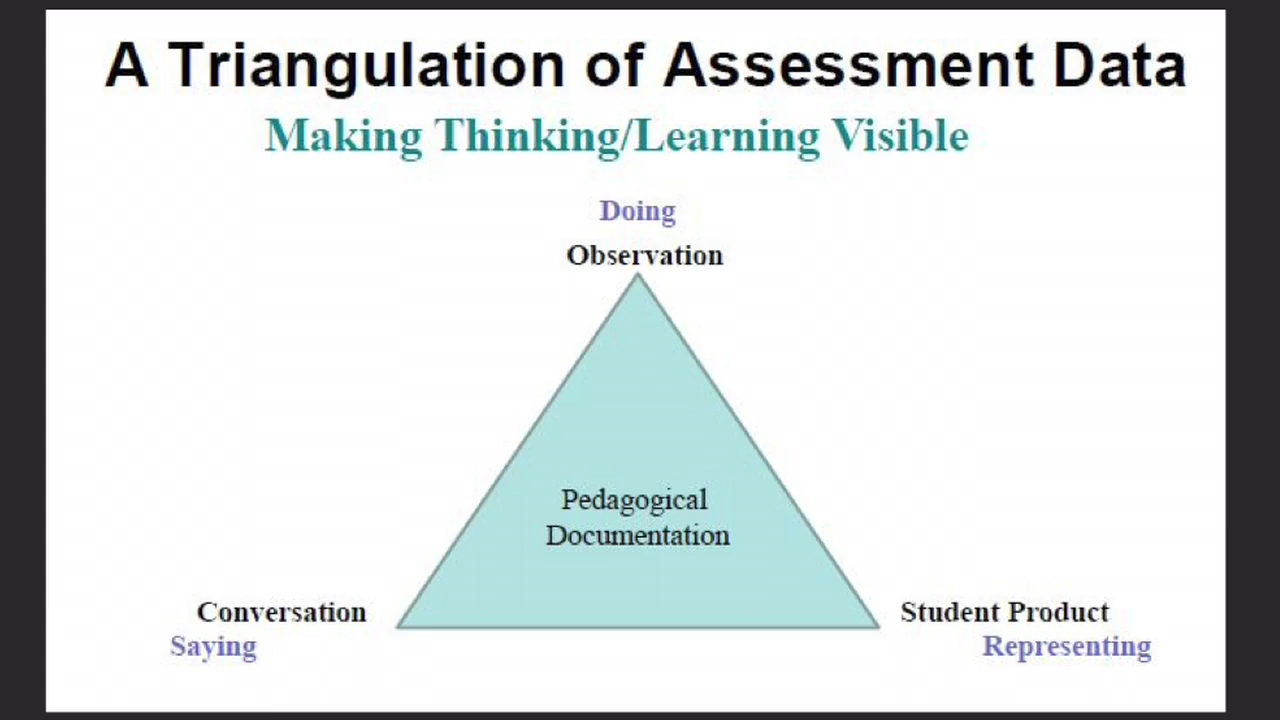 A Triangulation of Assessment Data
Making Thinking/Learning Visible
Doing
Observation
Pedagogical
Documentation
Conversation
Saying
Student Product
Representing